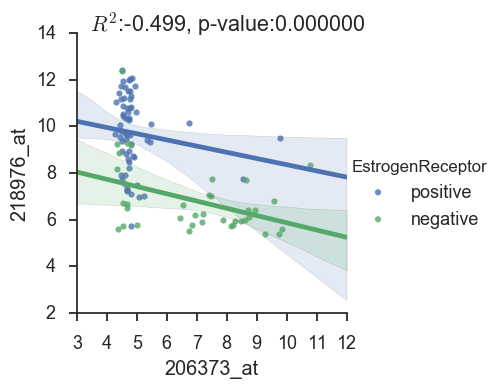 R²:-0.499, p-value:0.000000
14
12
10
8
6
4
2
218976_at
3 4 5 6 7 8 9 10 11 12
206373_at
EstrogenReceptor
positive
negative